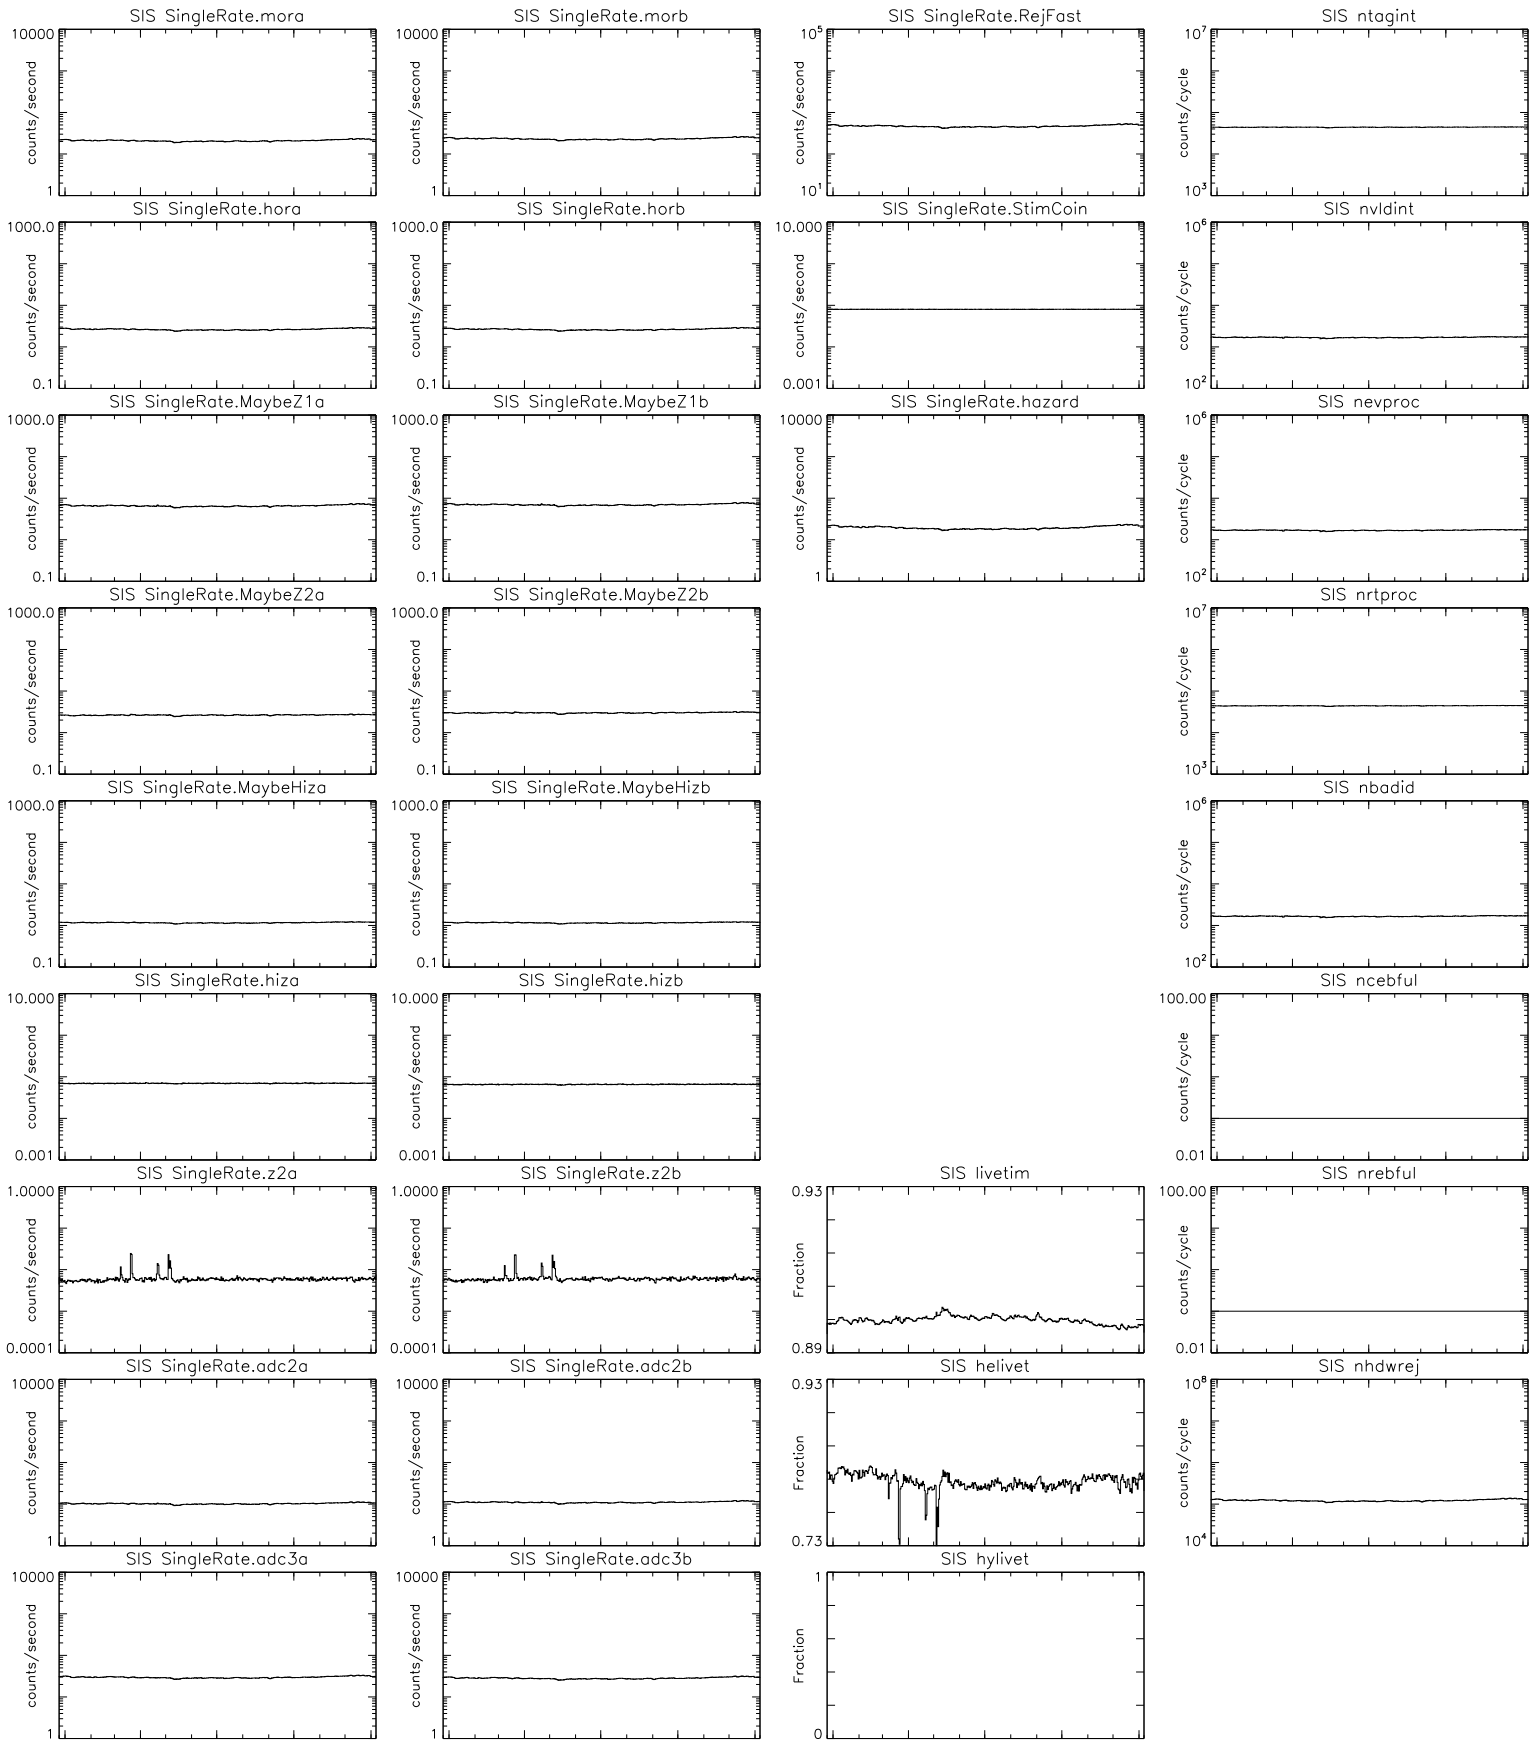 SIS SingleRate.mora
10000
counts/second
1
SIS SingleRate.morb
10000
counts/second
1
SIS SingleRate.RejFast
10^5
counts/second
10^1
SIS ntagint
10^7
counts/cycle
10^3
SIS SingleRate.hora
1000.0
counts/second
0.1
SIS SingleRate.horb
1000.0
counts/second
0.1
SIS SingleRate.StimCoin
10.000
counts/second
0.001
SIS nvldint
10^6
counts/cycle
10^2
SIS SingleRate.MaybeZ1a
1000.0
counts/second
0.1
SIS SingleRate.MaybeZ1b
1000.0
counts/second
0.1
SIS SingleRate.hazard
10000
counts/second
1
SIS nevproc
10^6
counts/cycle
10^2
SIS SingleRate.MaybeZ2a
1000.0
counts/second
0.1
SIS SingleRate.MaybeZ2b
1000.0
counts/second
0.1
SIS nrtproc
10^7
counts/cycle
10^3
SIS SingleRate.MaybeHiza
1000.0
counts/second
0.1
SIS SingleRate.MaybeHizb
1000.0
counts/second
0.1
SIS nbadid
10^6
counts/cycle
10^2
SIS SingleRate.hiza
10.000
counts/second
0.001
SIS SingleRate.hizb
10.000
counts/second
0.001
SIS ncebful
100.00
counts/cycle
0.01
SIS SingleRate.z2a
1.0000
counts/second
0.0001
SIS SingleRate.z2b
1.0000
counts/second
0.0001
SIS livetim
0.93
Fraction
0.89
SIS nrebful
100.00
counts/cycle
0.01
SIS SingleRate.adc2a
10000
counts/second
1
SIS SingleRate.adc2b
10000
counts/second
1
SIS helivet
0.93
Fraction
0.73
SIS nhdwrej
10^8
counts/cycle
10^4
SIS SingleRate.adc3a
10000
counts/second
1
SIS SingleRate.adc3b
10000
counts/second
1
SIS hylivet
1
Fraction
0